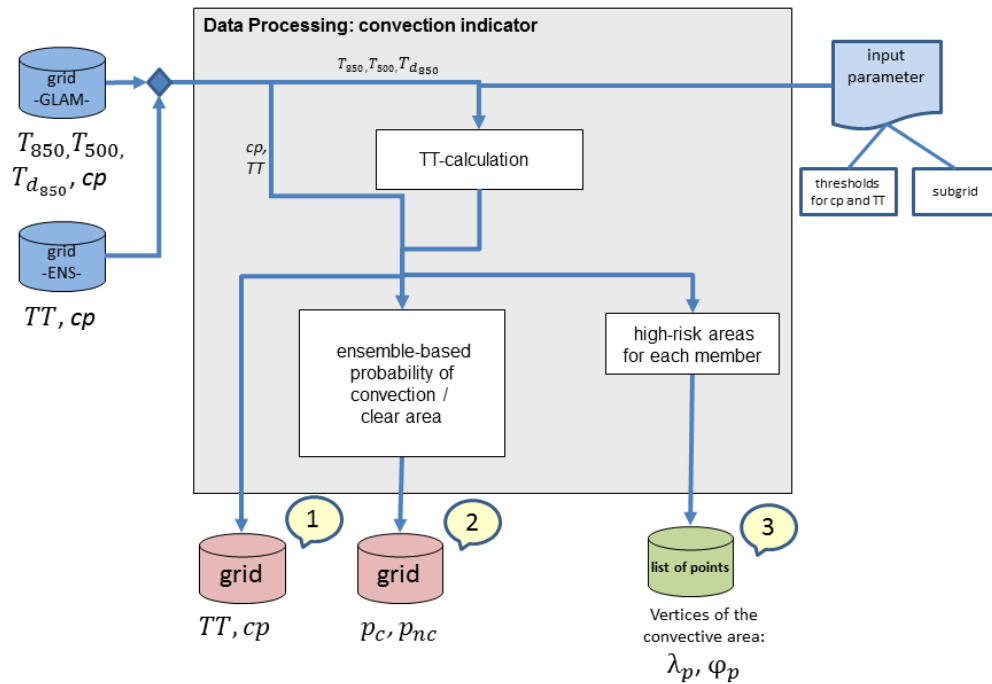 Data Processing: convection indicator
grid
-GLAM-
T850,T500,
Td850, cp
grid
-ENS-
TT, cp
T850,T500,Td850
cp,
TT
TT-calculation
input
parameter
thresholds
for cp and TT
subgrid
ensemble-based
probability of
convection /
clear area
high-risk areas
for each member
1
grid
TT, cp
2
grid
pc, pnc
3
list of points
Vertices of the
convective area:
λp, φp